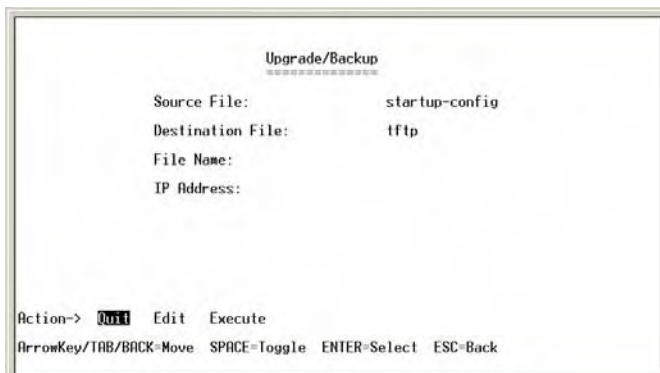 Upgrade/Backup
==============
Source File: startup-config
Destination File: tftp
File Name:
IP Address:
Action-> Quit Edit Execute
ArrowKey/TAB/BACK=Move SPACE=Toggle ENTER=Select ESC=Back